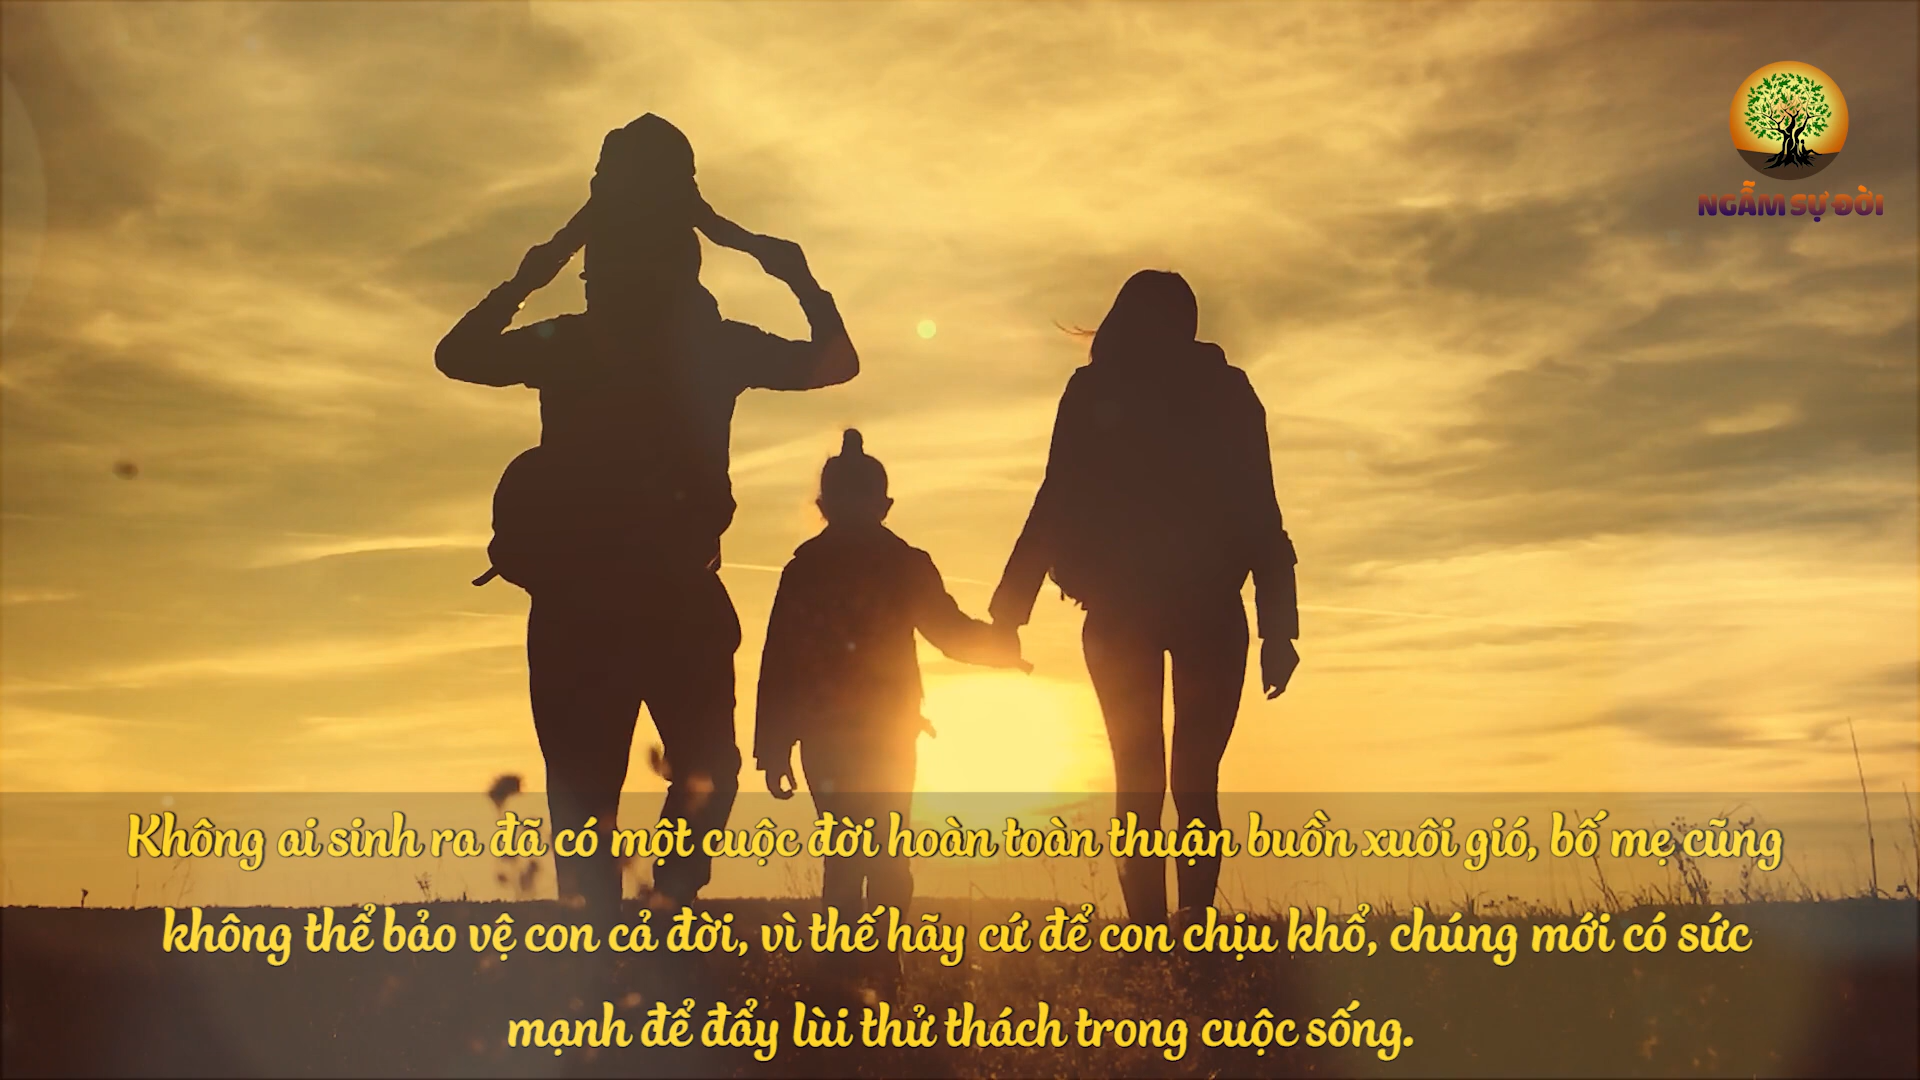 NGẪM SỰ ĐỜI
Không ai sinh ra đã có một cuộc đời hoàn toàn thuận buồn xuôi gió, bố mẹ cũng
không thể bảo vệ con cả đời, vì thế hãy cứ để con chịu khổ, chúng mới có sức
mạnh để đẩy lùi thử thách trong cuộc sống.